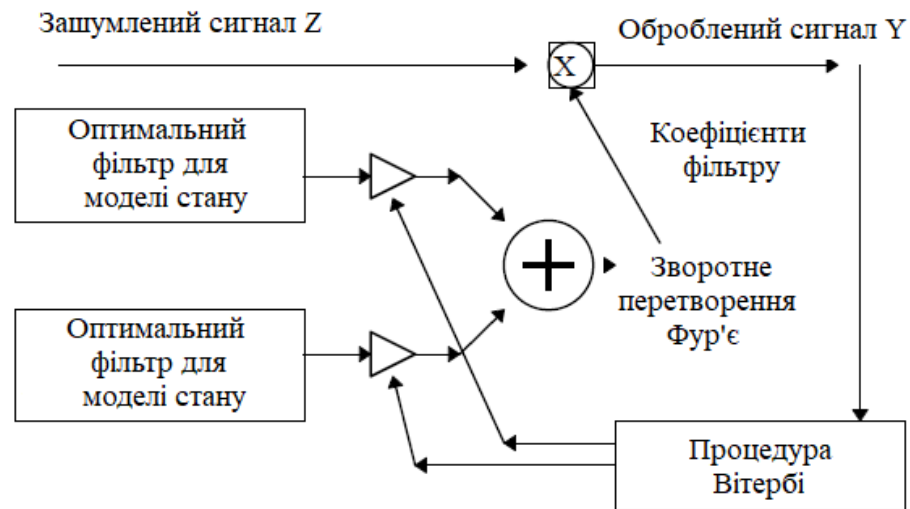 Зашумлений сигнал Z
Оброблений сигнал Y
X
Оптимальний
фільтр для
моделі стану
Коефіцієнти
фільтру
Зворотне
перетворення
Фур'є
Оптимальний
фільтр для
моделі стану
Процедура
Вітербі